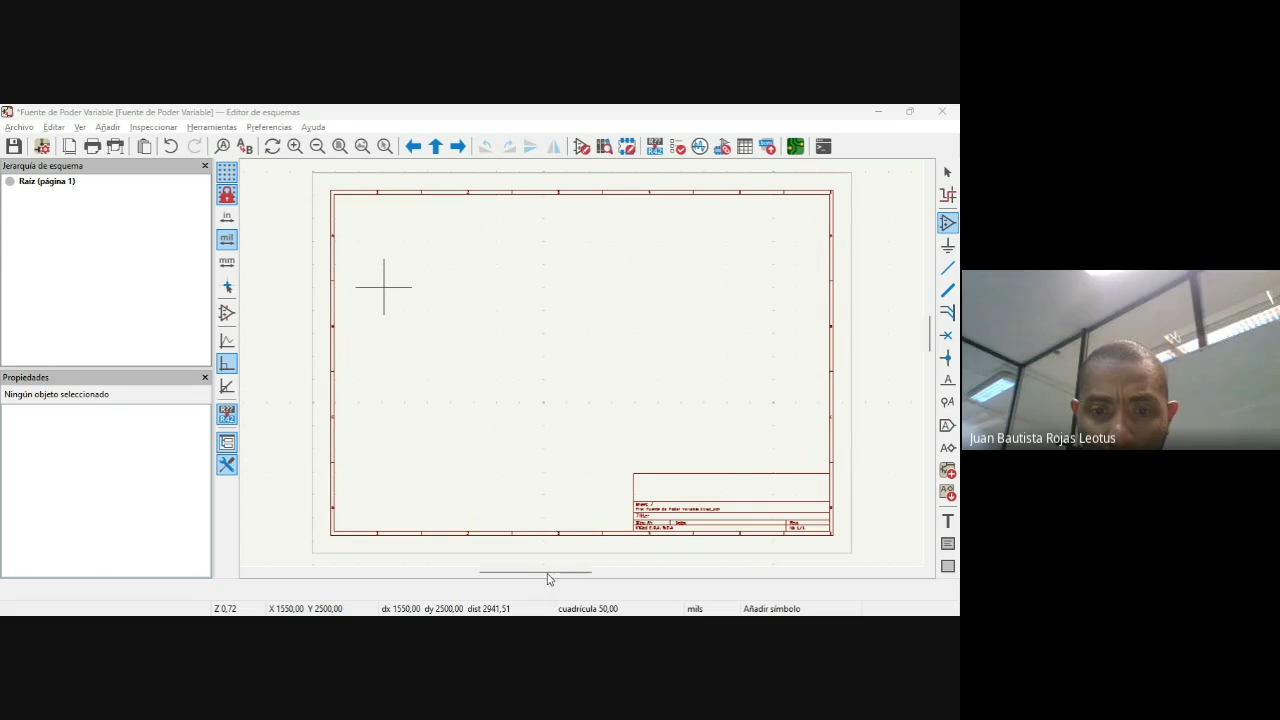 *Fuente de Poder Variable [Fuente de Poder Variable] — Editor de esquemas
Archivo Editar Ver Añadir Inspeccionar Herramientas Preferencias Ayuda
Jerarquía de esquema
Raíz (página 1)
in
mil
mm
Propiedades
Ningún objeto seleccionado
Juan Bautista Rojas Leotus
Z 0,72 X 1550,00 Y 2500,00 dx 1550,00 dy 2500,00 dist 2941,51 cuadrícula 50,00 mils Añadir símbolo